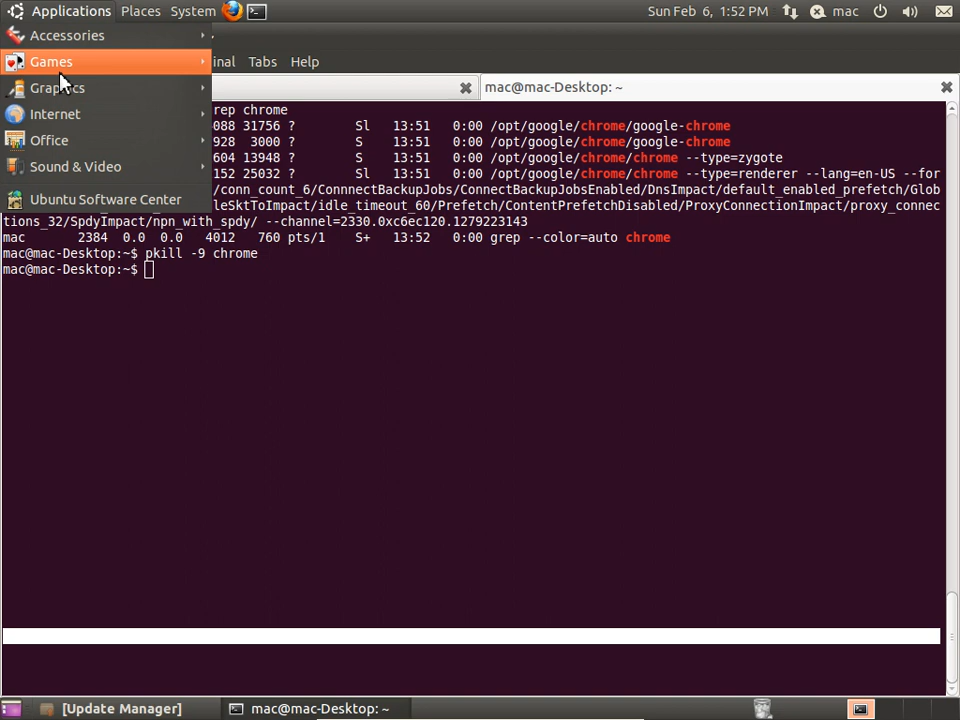 Applications Places System Sun Feb 6, 1:52 PM mac
Accessories
Games
Graphics
Internet
Office
Sound & Video
Ubuntu Software Center
inal Tabs Help
mac@mac-Desktop: ~
rep chrome
088 31756 ? Sl 13:51 0:00 /opt/google/chrome/google-chrome
928 3000 ? S 13:51 0:00 /opt/google/chrome/google-chrome
604 13948 ? S 13:51 0:00 /opt/google/chrome/chrome --type=zygote
152 25032 ? Sl 13:51 0:00 /opt/google/chrome/chrome --type=renderer --lang=en-US --for
/conn_count_6/ConnnectBackupJobs/ConnectBackupJobsEnabled/DnsImpact/default_enabled_prefetch/Glob
leSktToImpact/idle_timeout_60/Prefetch/ContentPrefetchDisabled/ProxyConnectionImpact/proxy_connec
tions_32/SpdyImpact/npn_with_spdy/ --channel=2330.0xc6ec120.1279223143
mac 2384 0.0 0.0 4012 760 pts/1 S+ 13:52 0:00 grep --color=auto chrome
mac@mac-Desktop:~$ pkill -9 chrome
mac@mac-Desktop:~$
[Update Manager] mac@mac-Desktop: ~